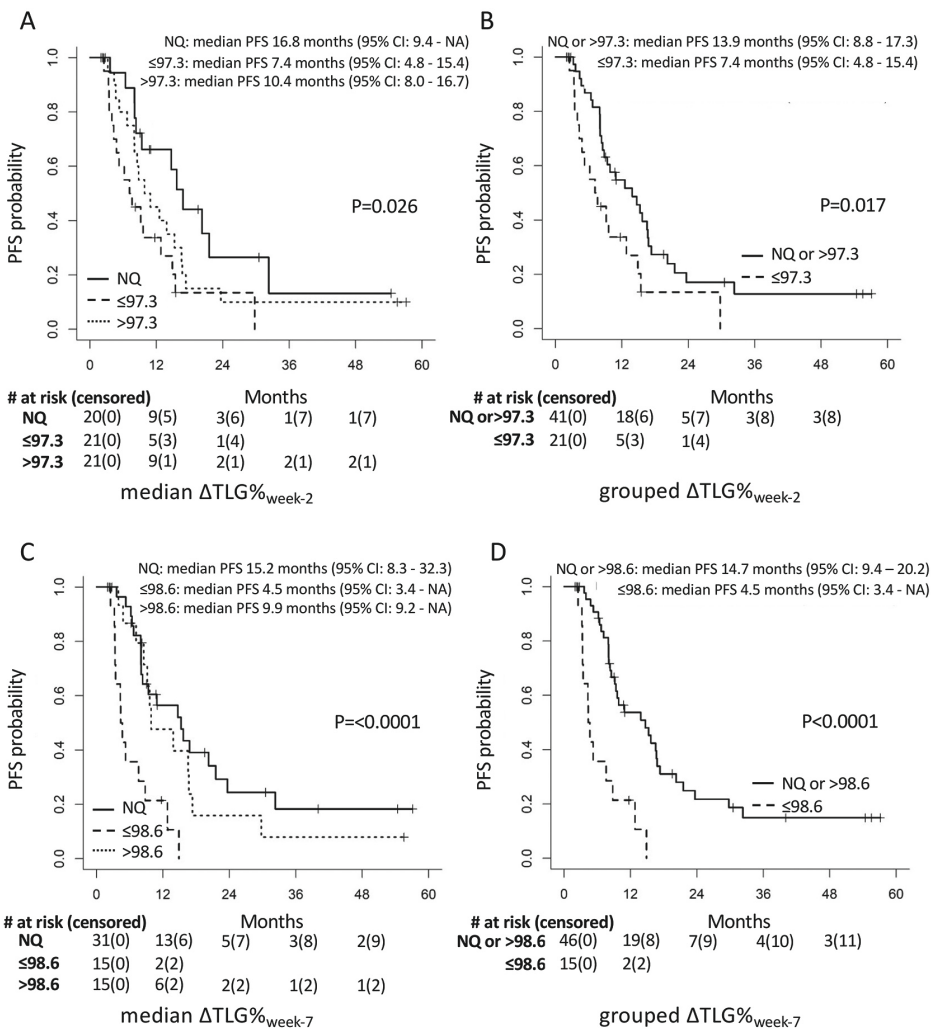 A
NQ: median PFS 16.8 months (95% CI: 9.4 - NA)
≤97.3: median PFS 7.4 months (95% CI: 4.8 - 15.4)
>97.3: median PFS 10.4 months (95% CI: 8.0 - 16.7)
PFS probability
1.0
0.8
0.6
0.4
0.2
0.0
P=0.026
NQ
≤97.3
>97.3
0 12 24 36 48 60
# at risk (censored) Months
NQ 20(0) 9(5) 3(6) 1(7) 1(7)
≤97.3 21(0) 5(3) 1(4)
>97.3 21(0) 9(1) 2(1) 2(1) 2(1)
median ΔTLG%week-2
B
NQ or >97.3: median PFS 13.9 months (95% CI: 8.8 - 17.3)
≤97.3: median PFS 7.4 months (95% CI: 4.8 - 15.4)
PFS probability
1.0
0.8
0.6
0.4
0.2
0.0
P=0.017
NQ or >97.3
≤97.3
0 12 24 36 48 60
# at risk (censored) Months
NQ or>97.3 41(0) 18(6) 5(7) 3(8) 3(8)
≤97.3 21(0) 5(3) 1(4)
grouped ΔTLG%week-2
C
NQ: median PFS 15.2 months (95% CI: 8.3 - 32.3)
≤98.6: median PFS 4.5 months (95% CI: 3.4 - NA)
>98.6: median PFS 9.9 months (95% CI: 9.2 - NA)
PFS probability
1.0
0.8
0.6
0.4
0.2
0.0
P=<0.0001
NQ
≤98.6
>98.6
0 12 24 36 48 60
# at risk (censored) Months
NQ 31(0) 13(6) 5(7) 3(8) 2(9)
≤98.6 15(0) 2(2)
>98.6 15(0) 6(2) 2(2) 1(2) 1(2)
median ΔTLG%week-7
D
NQ or >98.6: median PFS 14.7 months (95% CI: 9.4 – 20.2)
≤98.6: median PFS 4.5 months (95% CI: 3.4 - NA)
PFS probability
1.0
0.8
0.6
0.4
0.2
0.0
P<0.0001
NQ or >98.6
≤98.6
0 12 24 36 48 60
# at risk (censored) Months
NQ or >98.6 46(0) 19(8) 7(9) 4(10) 3(11)
≤98.6 15(0) 2(2)
grouped ΔTLG%week-7